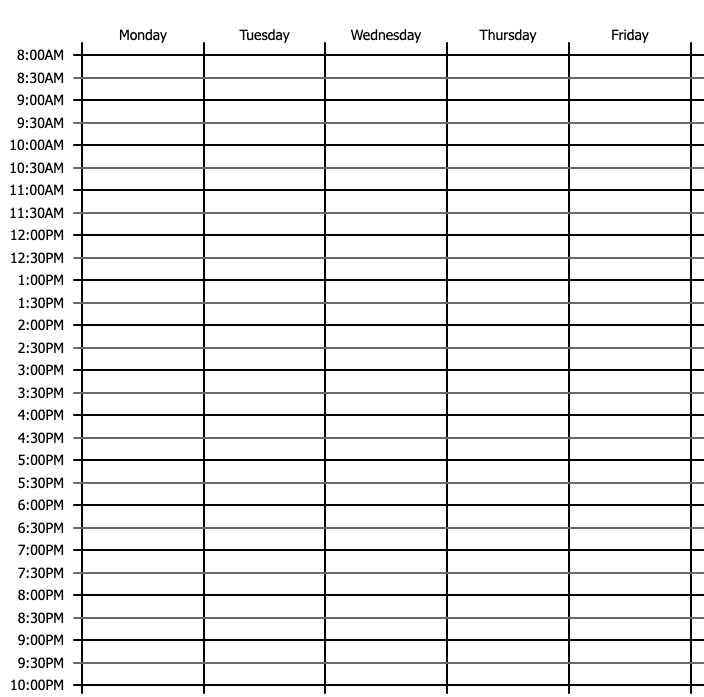 Monday Tuesday Wednesday Thursday Friday
8:00AM
8:30AM
9:00AM
9:30AM
10:00AM
10:30AM
11:00AM
11:30AM
12:00PM
12:30PM
1:00PM
1:30PM
2:00PM
2:30PM
3:00PM
3:30PM
4:00PM
4:30PM
5:00PM
5:30PM
6:00PM
6:30PM
7:00PM
7:30PM
8:00PM
8:30PM
9:00PM
9:30PM
10:00PM